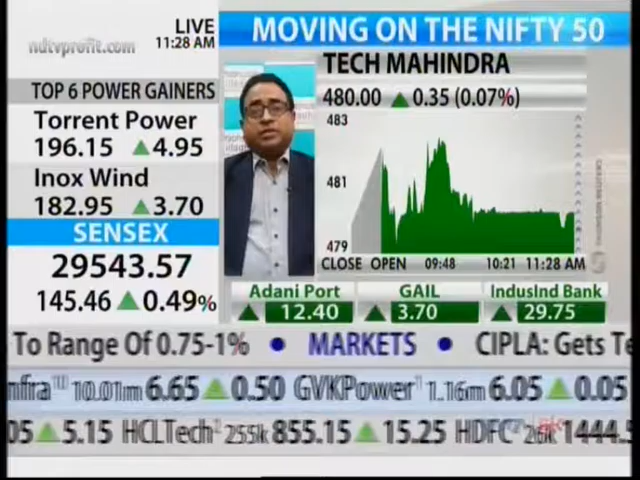 ndtvprofit.com
LIVE
11:28 AM
MOVING ON THE NIFTY 50
TOP 6 POWER GAINERS
Torrent Power
196.15 ▲4.95
Inox Wind
182.95 ▲3.70
SENSEX
29543.57
145.46 ▲0.49%
TECH MAHINDRA
480.00 ▲ 0.35 (0.07%)
483
481
479
CLOSE OPEN 09:48 10:21 11:28 AM
Adani Port
▲ 12.40
GAIL
▲ 3.70
IndusInd Bank
▲ 29.75
To Range Of 0.75-1% • MARKETS • CIPLA: Gets Te
nfra 10.01m 6.65 ▲0.50 GVKPower 1.16m 6.05 ▲0.05
05 ▲5.15 HCLTech 255k 855.15 ▲15.25 HDFC 26k 1444.5